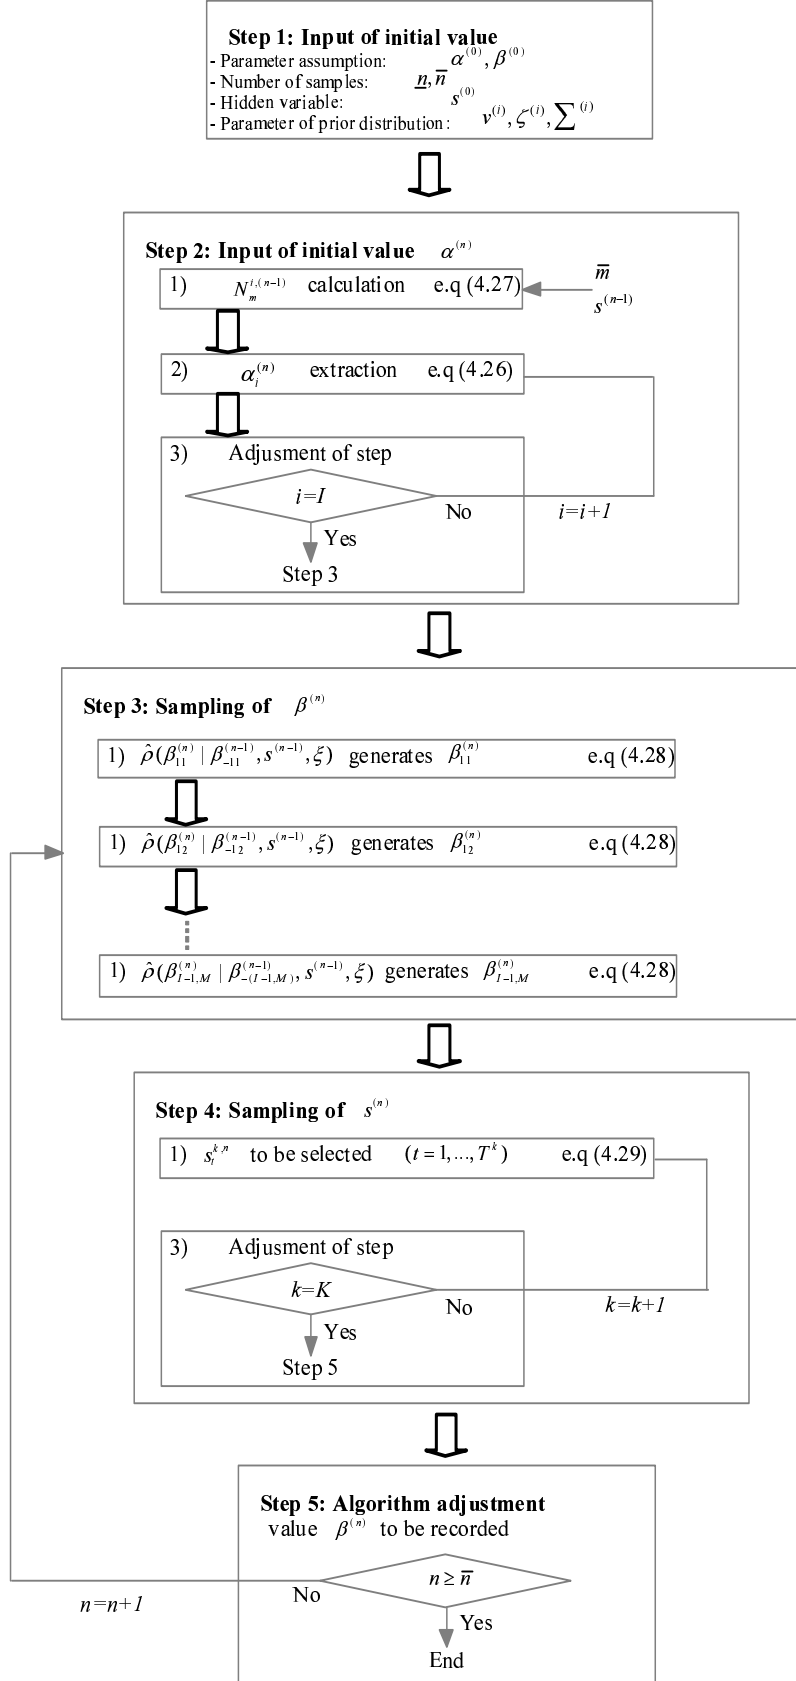 Step 1: Input of initial value
- Parameter assumption: α^(0), β^(0)
- Number of samples: n̲, n̄
- Hidden variable: s^(0)
- Parameter of prior distribution: ν^(i), ζ^(i), ∑^(i)
Step 2: Input of initial value α^(n)
1) N_m^{i,(n−1)} calculation e.q (4.27)
m̄
s^(n−1)
2) α_i^(n) extraction e.q (4.26)
3) Adjusment of step
i=I
No
i=i+1
Yes
Step 3
Step 3: Sampling of β^(n)
1) ρ̂(β_11^(n) | β_−11^(n−1), s^(n−1), ξ) generates β_11^(n) e.q (4.28)
1) ρ̂(β_12^(n) | β_−12^(n−1), s^(n−1), ξ) generates β_12^(n) e.q (4.28)
1) ρ̂(β_{I−1,M}^(n) | β_{−(I−1,M)}^(n−1), s^(n−1), ξ) generates β_{I−1,M}^(n) e.q (4.28)
Step 4: Sampling of s^(n)
1) s_t^{k,n} to be selected (t = 1,...,T^k) e.q (4.29)
3) Adjusment of step
k=K
No
k=k+1
Yes
Step 5
Step 5: Algorithm adjustment
value β^(n) to be recorded
n ≥ n̄
No
n=n+1
Yes
End